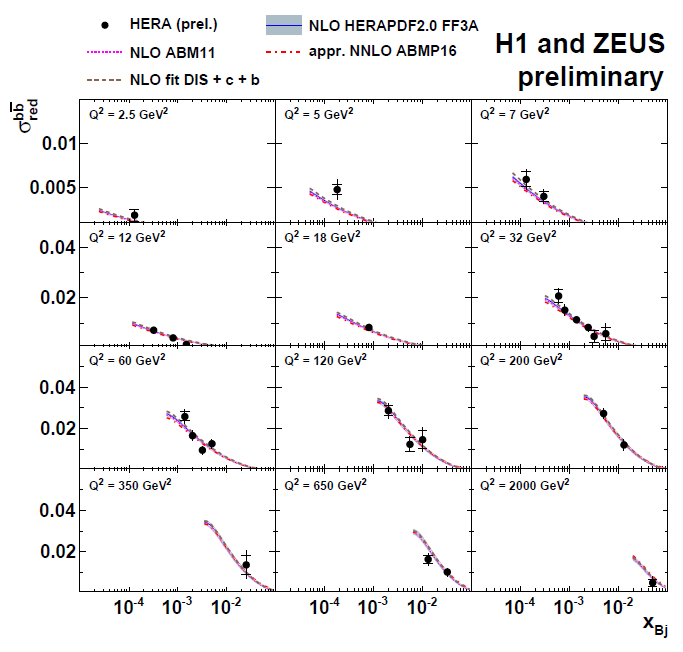 HERA (prel.)
NLO HERAPDF2.0 FF3A
NLO ABM11
appr. NNLO ABMP16
NLO fit DIS + c + b
H1 and ZEUS
preliminary
σ_red^{bb̅}
Q² = 2.5 GeV²
Q² = 5 GeV²
Q² = 7 GeV²
0.01
0.005
Q² = 12 GeV²
Q² = 18 GeV²
Q² = 32 GeV²
0.04
0.02
Q² = 60 GeV²
Q² = 120 GeV²
Q² = 200 GeV²
0.04
0.02
Q² = 350 GeV²
Q² = 650 GeV²
Q² = 2000 GeV²
0.04
0.02
10⁻⁴ 10⁻³ 10⁻² 10⁻⁴ 10⁻³ 10⁻² 10⁻⁴ 10⁻³ 10⁻²
x_Bj